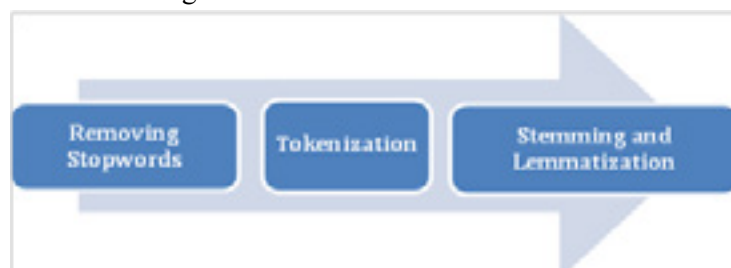 Removing
Stopwords
Tokenization
Stemming and
Lemmatization